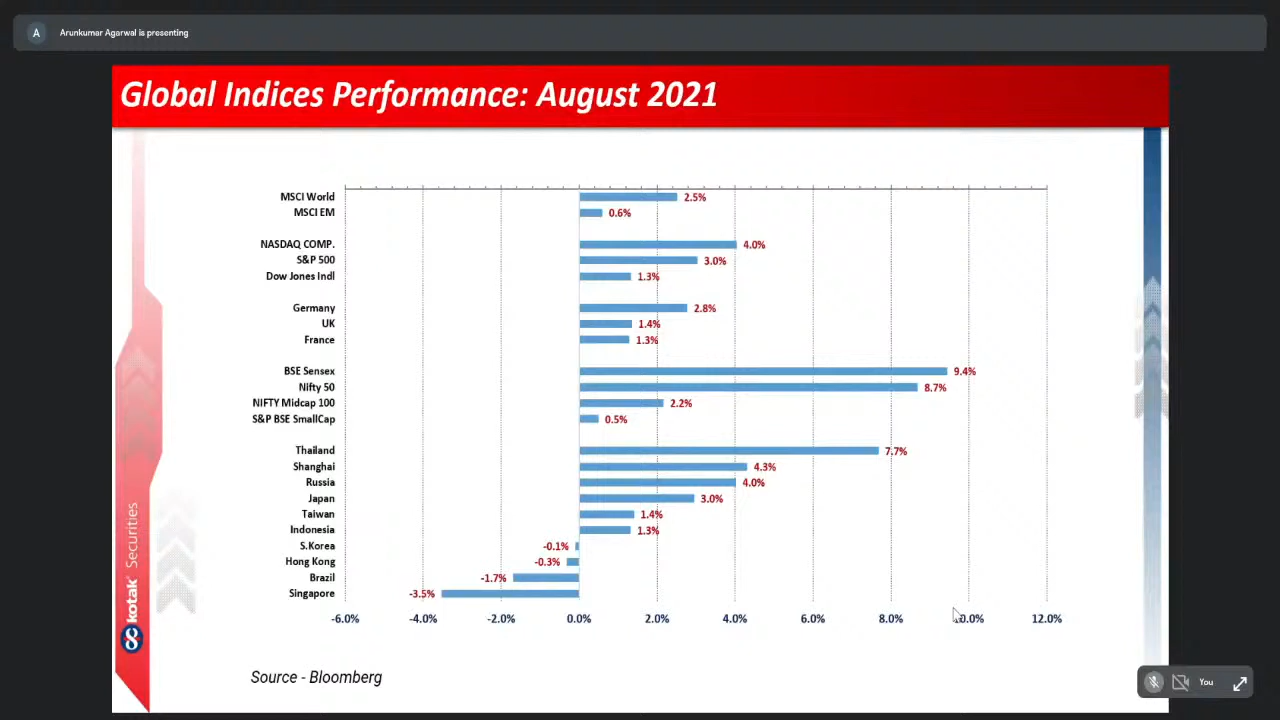 A
Arunkumar Agarwal is presenting
Global Indices Performance: August 2021
MSCI World 2.5%
MSCI EM 0.6%
NASDAQ COMP. 4.0%
S&P 500 3.0%
Dow Jones Indl 1.3%
Germany 2.8%
UK 1.4%
France 1.3%
BSE Sensex 9.4%
Nifty 50 8.7%
NIFTY Midcap 100 2.2%
S&P BSE SmallCap 0.5%
Thailand 7.7%
Shanghai 4.3%
Russia 4.0%
Japan 3.0%
Taiwan 1.4%
Indonesia 1.3%
S.Korea -0.1%
Hong Kong -0.3%
Brazil -1.7%
Singapore -3.5%
-6.0% -4.0% -2.0% 0.0% 2.0% 4.0% 6.0% 8.0% 12.0%
kotak Securities
Source - Bloomberg
You